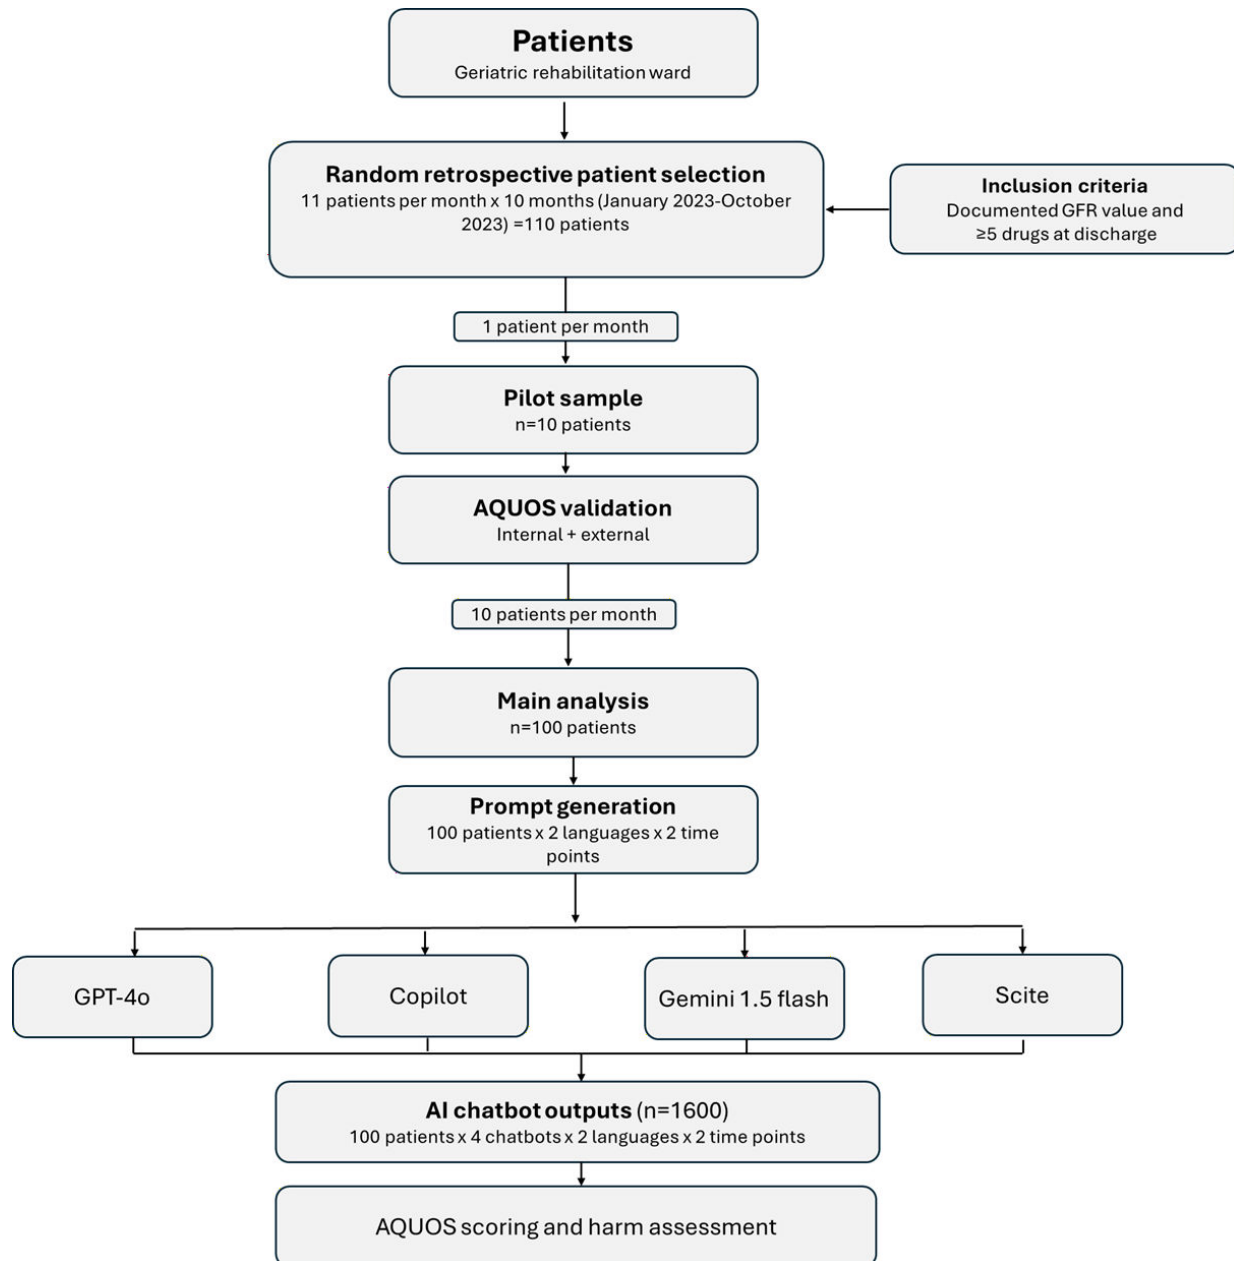 Patients
Geriatric rehabilitation ward
Random retrospective patient selection
11 patients per month x 10 months (January 2023-October
2023) =110 patients
Inclusion criteria
Documented GFR value and
≥5 drugs at discharge
1 patient per month
Pilot sample
n=10 patients
AQUOS validation
Internal + external
10 patients per month
Main analysis
n=100 patients
Prompt generation
100 patients x 2 languages x 2 time
points
GPT-4o
Copilot
Gemini 1.5 flash
Scite
AI chatbot outputs (n=1600)
100 patients x 4 chatbots x 2 languages x 2 time points
AQUOS scoring and harm assessment